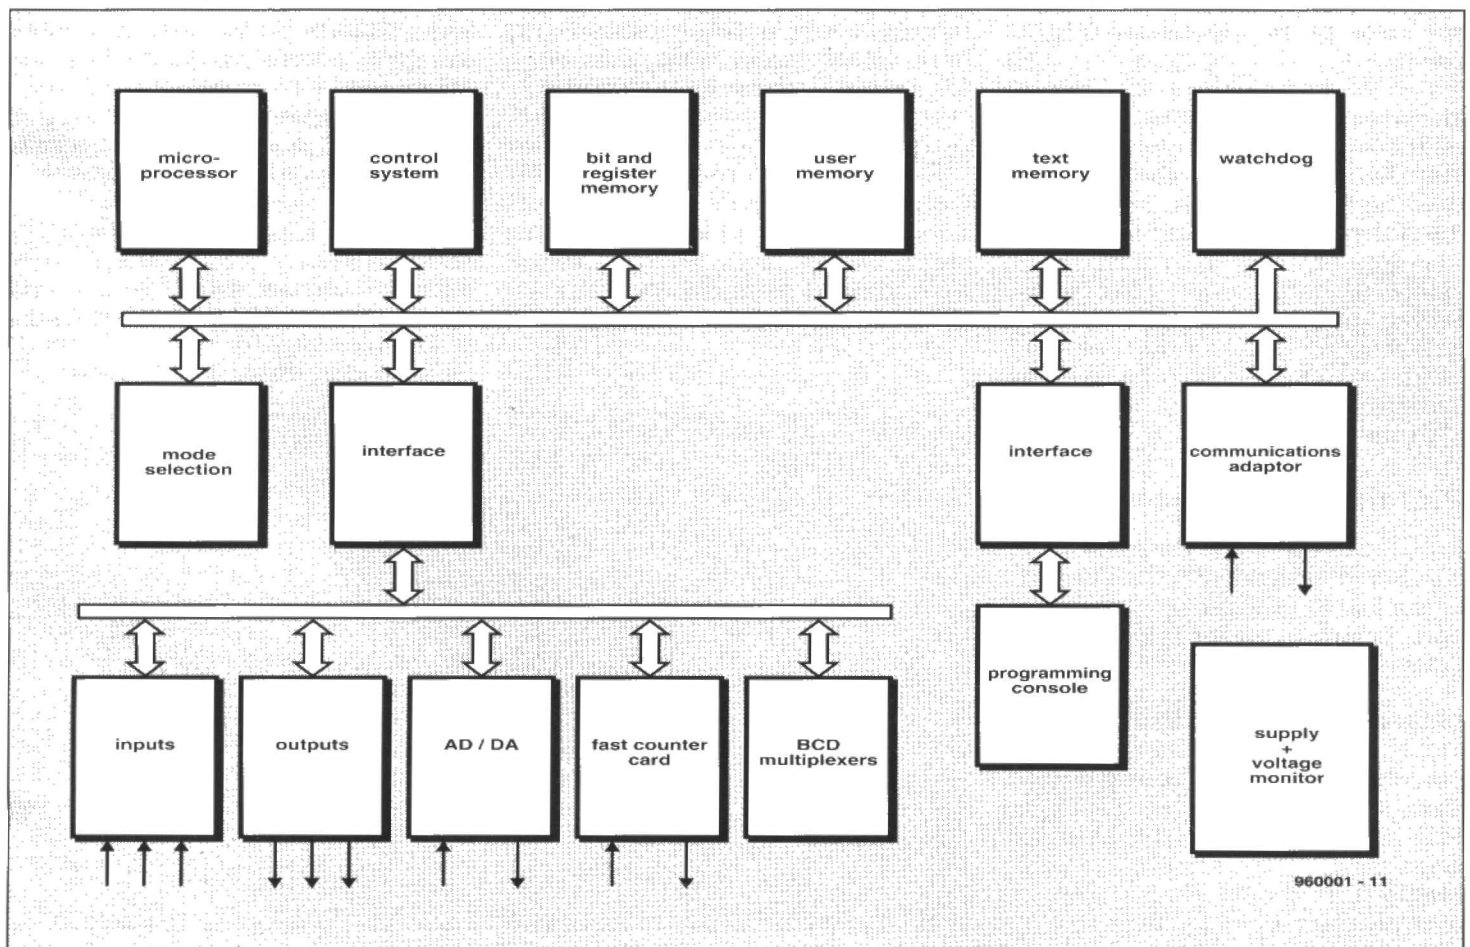 micro-
processor
control
system
bit and
register
memory
user
memory
text
memory
watchdog
mode
selection
interface
interface
communications
adaptor
inputs
outputs
AD / DA
fast counter
card
BCD
multiplexers
programming
console
supply
+
voltage
monitor
960001 - 11